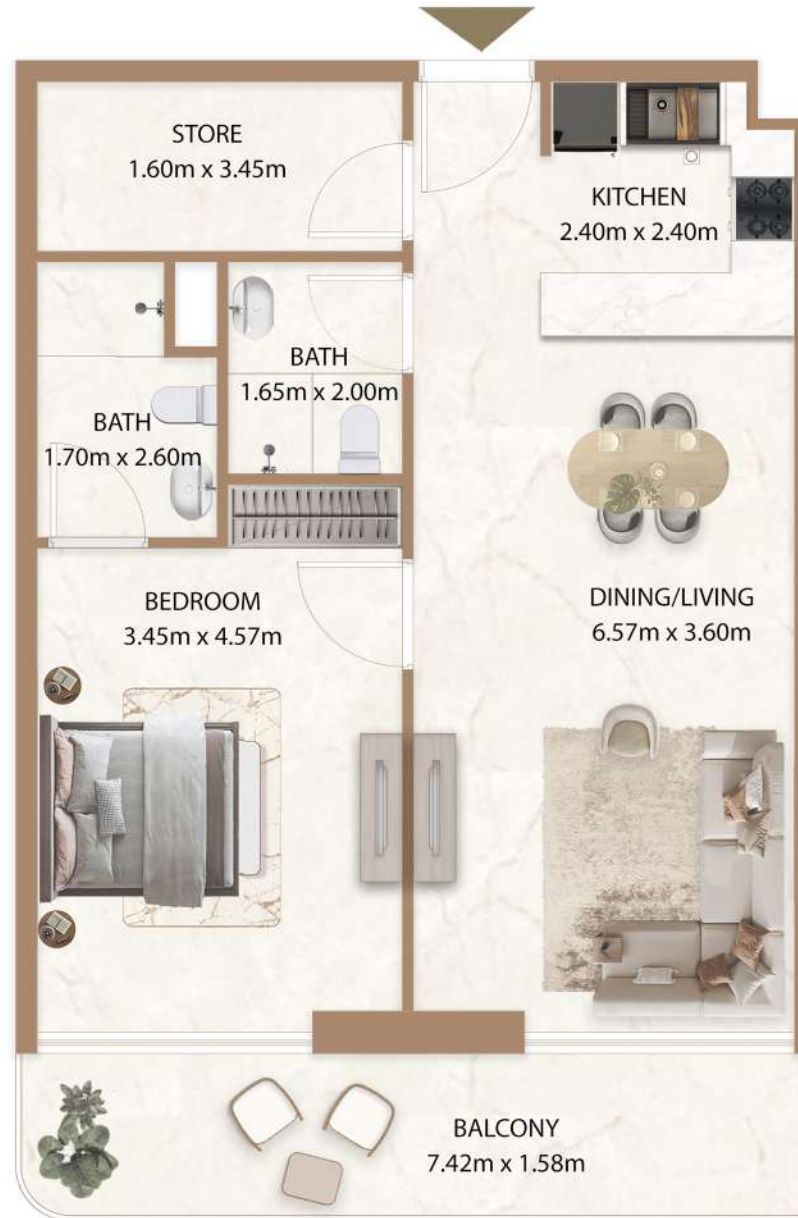 STORE
1.60m x 3.45m
KITCHEN
2.40m x 2.40m
BATH
1.65m x 2.00m
BATH
1.70m x 2.60m
BEDROOM
3.45m x 4.57m
DINING/LIVING
6.57m x 3.60m
BALCONY
7.42m x 1.58m